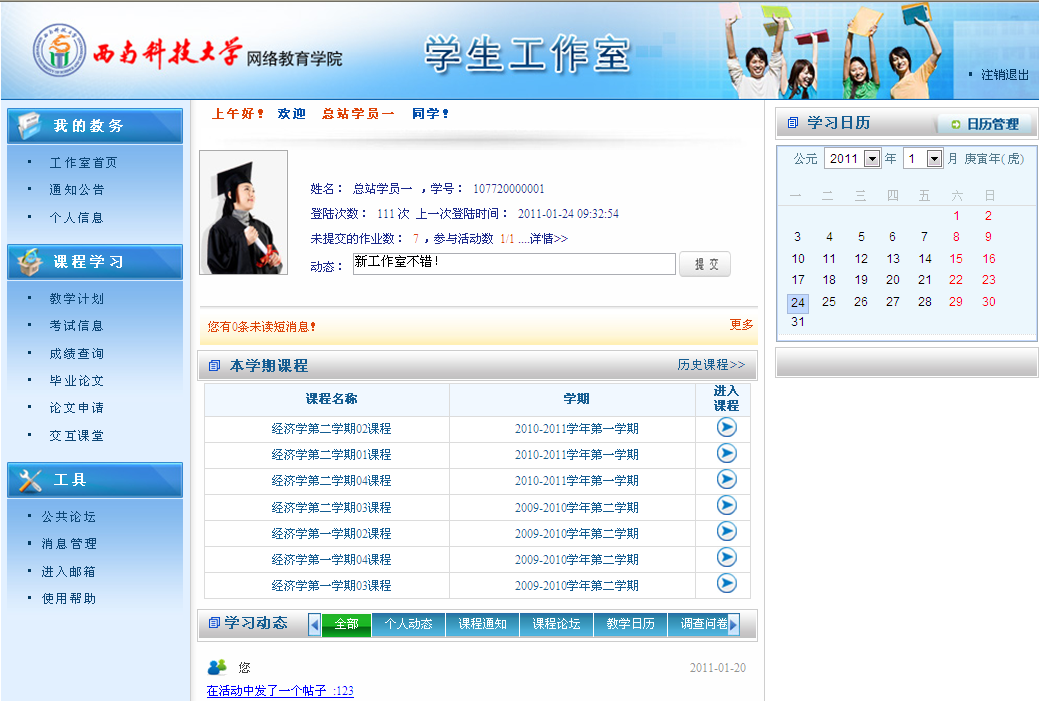 西南科技大学 网络教育学院
学生工作室
注销退出
我的教务
工作室首页
通知公告
个人信息
课程学习
教学计划
考试信息
成绩查询
毕业论文
论文申请
交互课堂
工具
公共论坛
消息管理
进入邮箱
使用帮助
上午好！ 欢迎 总站学员一 同学！
姓名： 总站学员一 ，学号： 107720000001
登陆次数： 111 次 上一次登陆时间： 2011-01-24 09:32:54
未提交的作业数： 7 ，参与活动数 1/1 ....详情>>
动态： 新工作室不错！ 提 交
您有0条未读短消息！ 更多
本学期课程 历史课程>>
课程名称 学期 进入课程
经济学第二学期02课程 2010-2011学年第一学期
经济学第二学期01课程 2010-2011学年第一学期
经济学第二学期04课程 2010-2011学年第一学期
经济学第二学期03课程 2009-2010学年第二学期
经济学第一学期02课程 2009-2010学年第二学期
经济学第一学期04课程 2009-2010学年第二学期
经济学第一学期03课程 2009-2010学年第二学期
学习动态 全部 个人动态 课程通知 课程论坛 教学日历 调查问卷
您 2011-01-20
在活动中发了一个帖子 :123
学习日历 日历管理
公元 2011 年 1 月 庚寅年(虎)
一 二 三 四 五 六 日
1 2
3 4 5 6 7 8 9
10 11 12 13 14 15 16
17 18 19 20 21 22 23
24 25 26 27 28 29 30
31